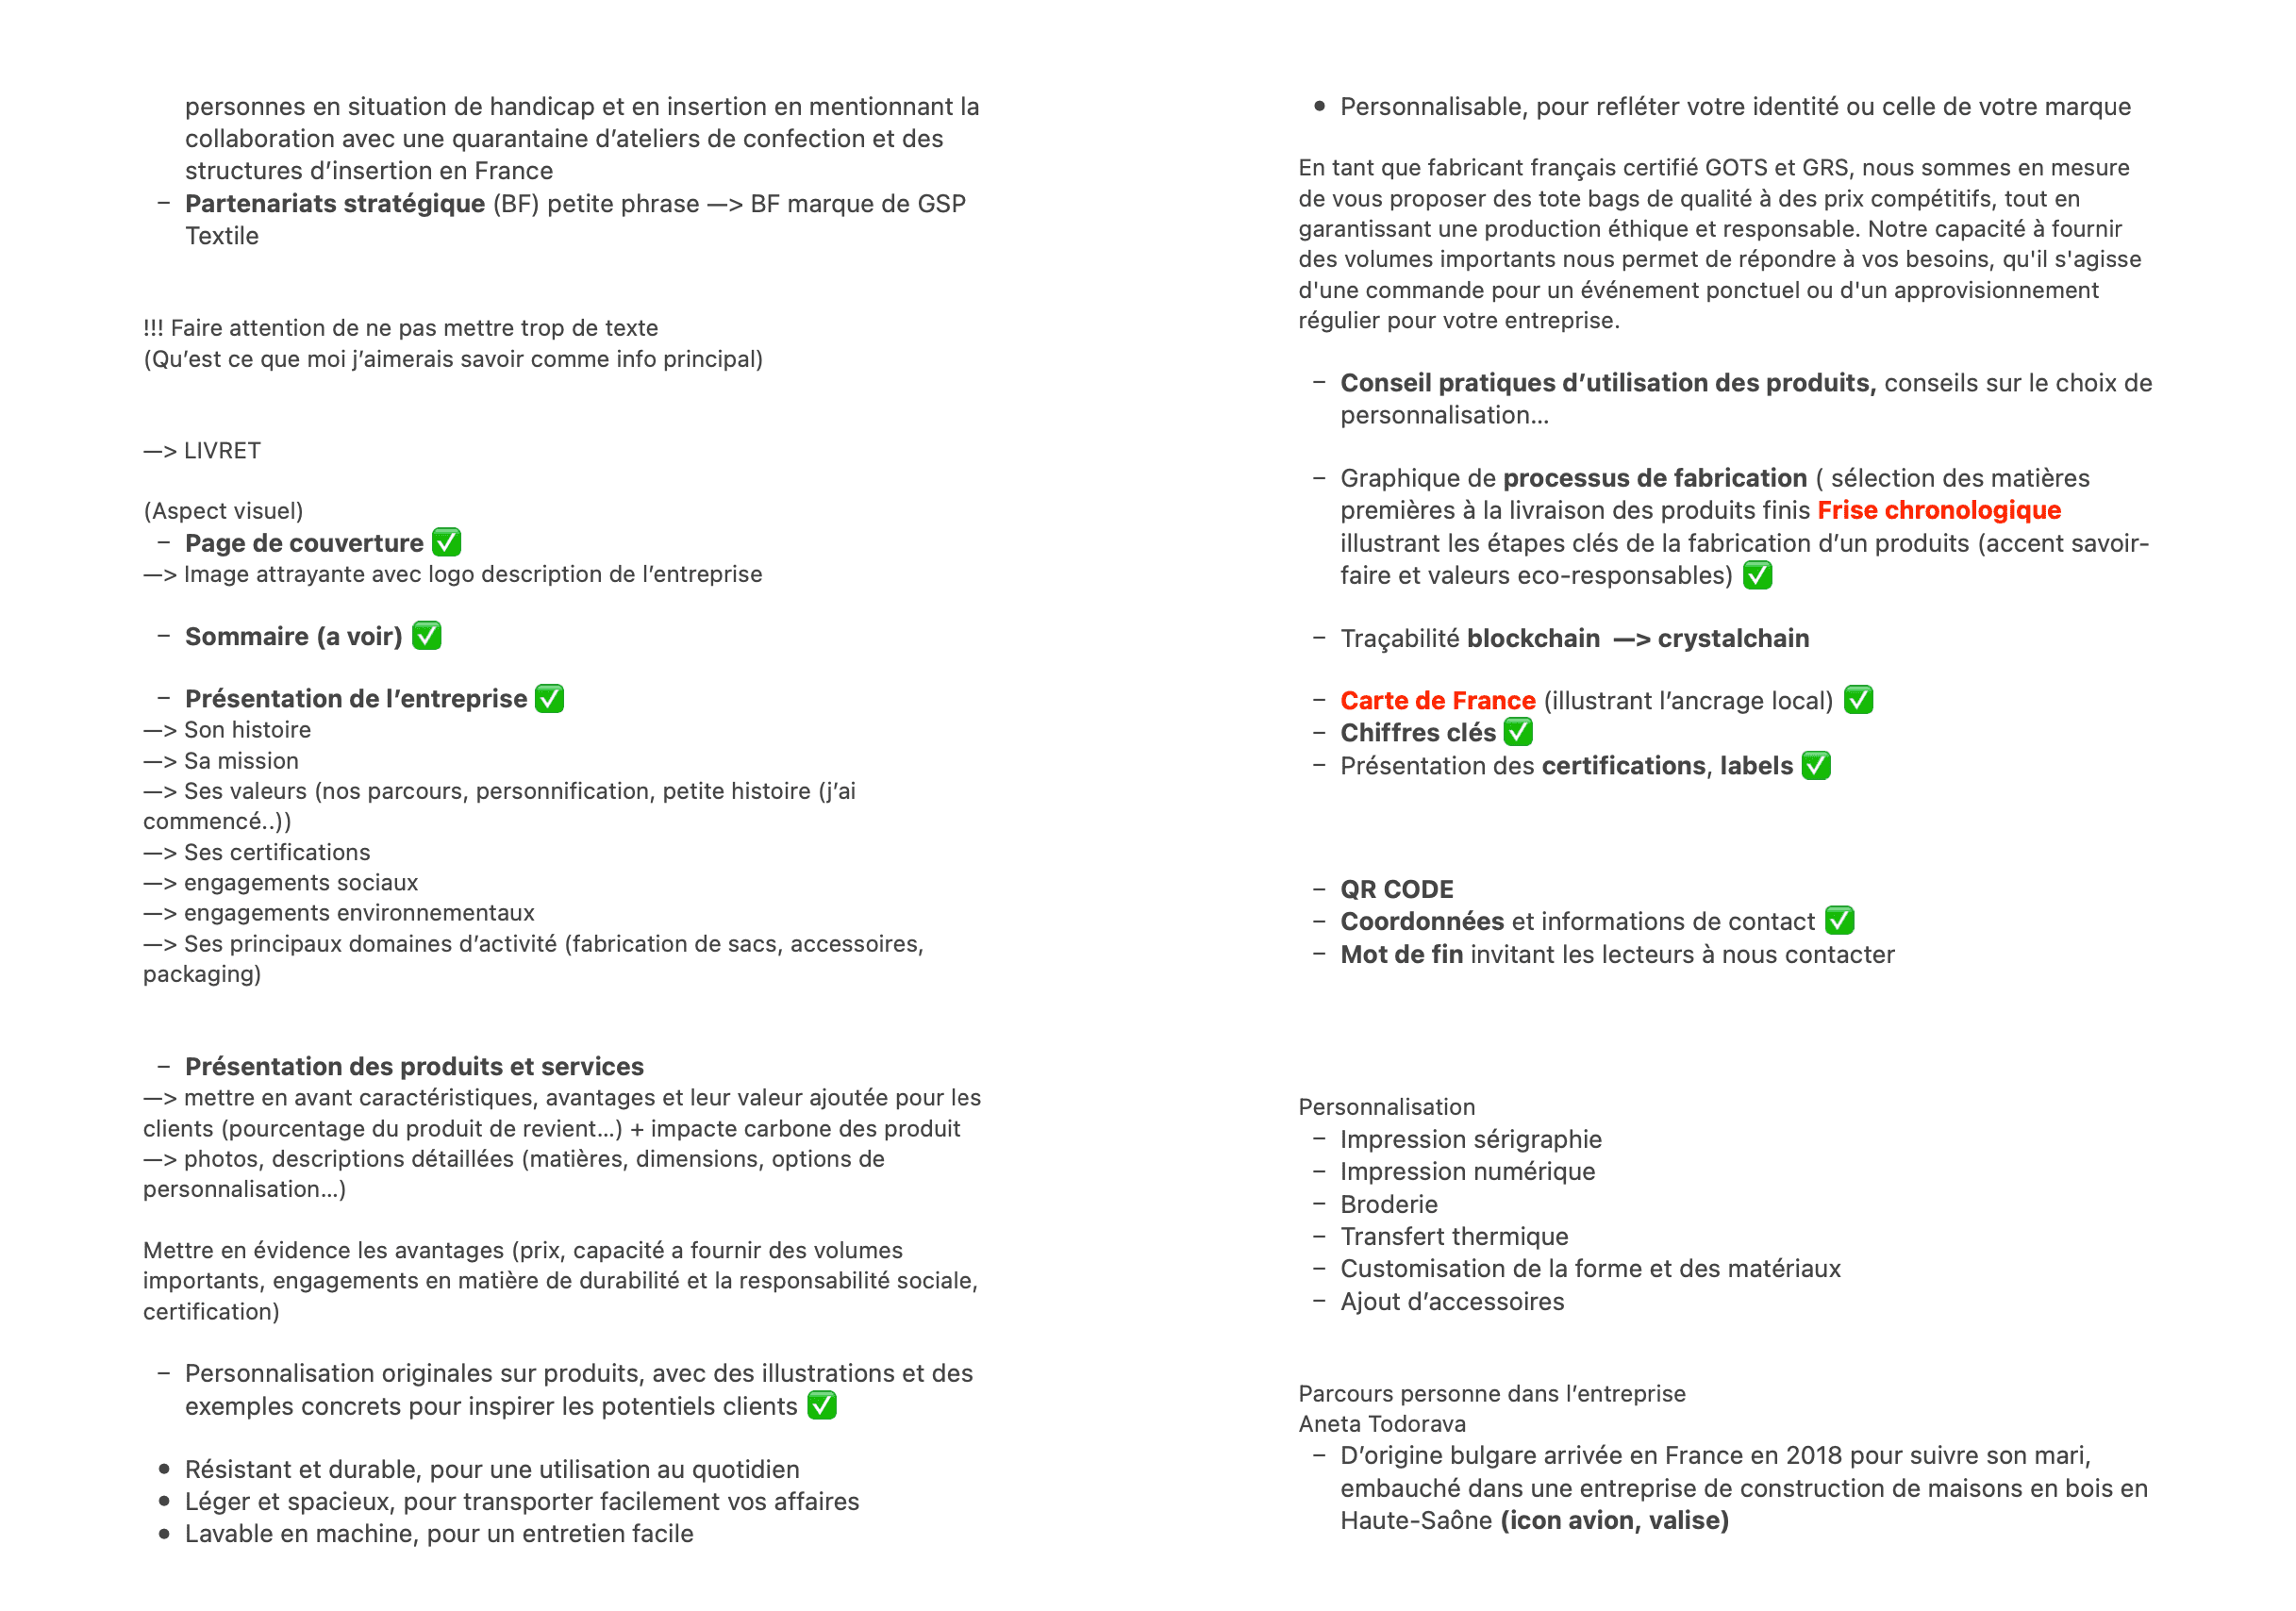 personnes en situation de handicap et en insertion en mentionnant la
collaboration avec une quarantaine d’ateliers de confection et des
structures d’insertion en France
– Partenariats stratégique (BF) petite phrase —> BF marque de GSP
Textile
!!! Faire attention de ne pas mettre trop de texte
(Qu’est ce que moi j’aimerais savoir comme info principal)
—> LIVRET
(Aspect visuel)
– Page de couverture ✅
—> Image attrayante avec logo description de l’entreprise
– Sommaire (a voir) ✅
– Présentation de l’entreprise ✅
—> Son histoire
—> Sa mission
—> Ses valeurs (nos parcours, personnification, petite histoire (j’ai
commencé..))
—> Ses certifications
—> engagements sociaux
—> engagements environnementaux
—> Ses principaux domaines d’activité (fabrication de sacs, accessoires,
packaging)
– Présentation des produits et services
—> mettre en avant caractéristiques, avantages et leur valeur ajoutée pour les
clients (pourcentage du produit de revient…) + impacte carbone des produit
—> photos, descriptions détaillées (matières, dimensions, options de
personnalisation…)
Mettre en évidence les avantages (prix, capacité a fournir des volumes
importants, engagements en matière de durabilité et la responsabilité sociale,
certification)
– Personnalisation originales sur produits, avec des illustrations et des
exemples concrets pour inspirer les potentiels clients ✅
• Résistant et durable, pour une utilisation au quotidien
• Léger et spacieux, pour transporter facilement vos affaires
• Lavable en machine, pour un entretien facile
• Personnalisable, pour refléter votre identité ou celle de votre marque
En tant que fabricant français certifié GOTS et GRS, nous sommes en mesure
de vous proposer des tote bags de qualité à des prix compétitifs, tout en
garantissant une production éthique et responsable. Notre capacité à fournir
des volumes importants nous permet de répondre à vos besoins, qu'il s'agisse
d'une commande pour un événement ponctuel ou d'un approvisionnement
régulier pour votre entreprise.
– Conseil pratiques d’utilisation des produits, conseils sur le choix de
personnalisation…
– Graphique de processus de fabrication ( sélection des matières
premières à la livraison des produits finis Frise chronologique
illustrant les étapes clés de la fabrication d’un produits (accent savoir-
faire et valeurs eco-responsables) ✅
– Traçabilité blockchain —> crystalchain
– Carte de France (illustrant l’ancrage local) ✅
– Chiffres clés ✅
– Présentation des certifications, labels ✅
– QR CODE
– Coordonnées et informations de contact ✅
– Mot de fin invitant les lecteurs à nous contacter
Personnalisation
– Impression sérigraphie
– Impression numérique
– Broderie
– Transfert thermique
– Customisation de la forme et des matériaux
– Ajout d’accessoires
Parcours personne dans l’entreprise
Aneta Todorava
– D’origine bulgare arrivée en France en 2018 pour suivre son mari,
embauché dans une entreprise de construction de maisons en bois en
Haute-Saône (icon avion, valise)